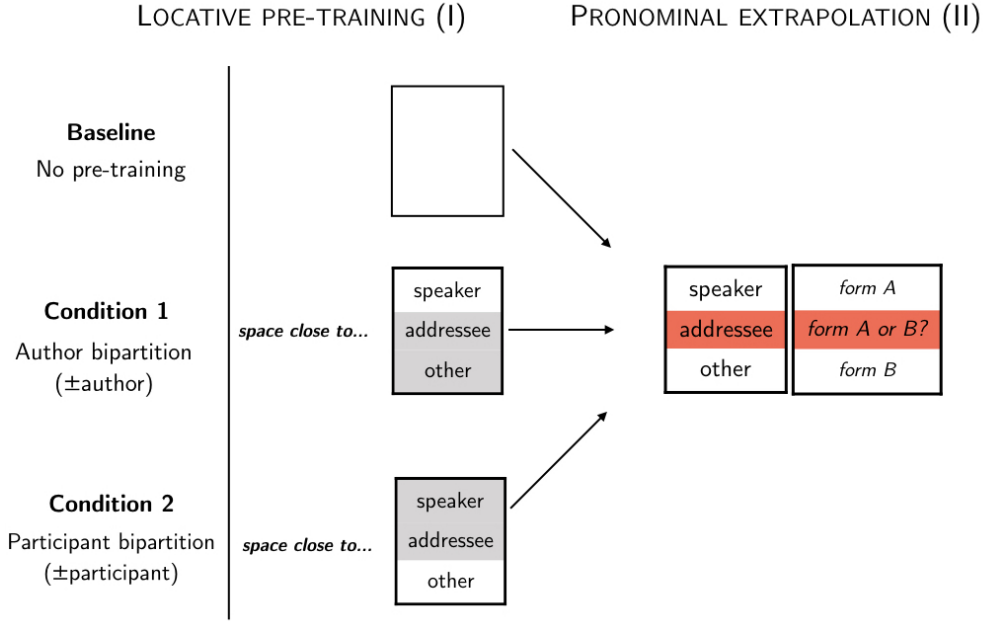 LOCATIVE PRE-TRAINING (I)
PRONOMINAL EXTRAPOLATION (II)
Baseline
No pre-training
Condition 1
Author bipartition
(±author)
space close to...
speaker
addressee
other
speaker
addressee
other
form A
form A or B?
form B
Condition 2
Participant bipartition
(±participant)
space close to...
speaker
addressee
other